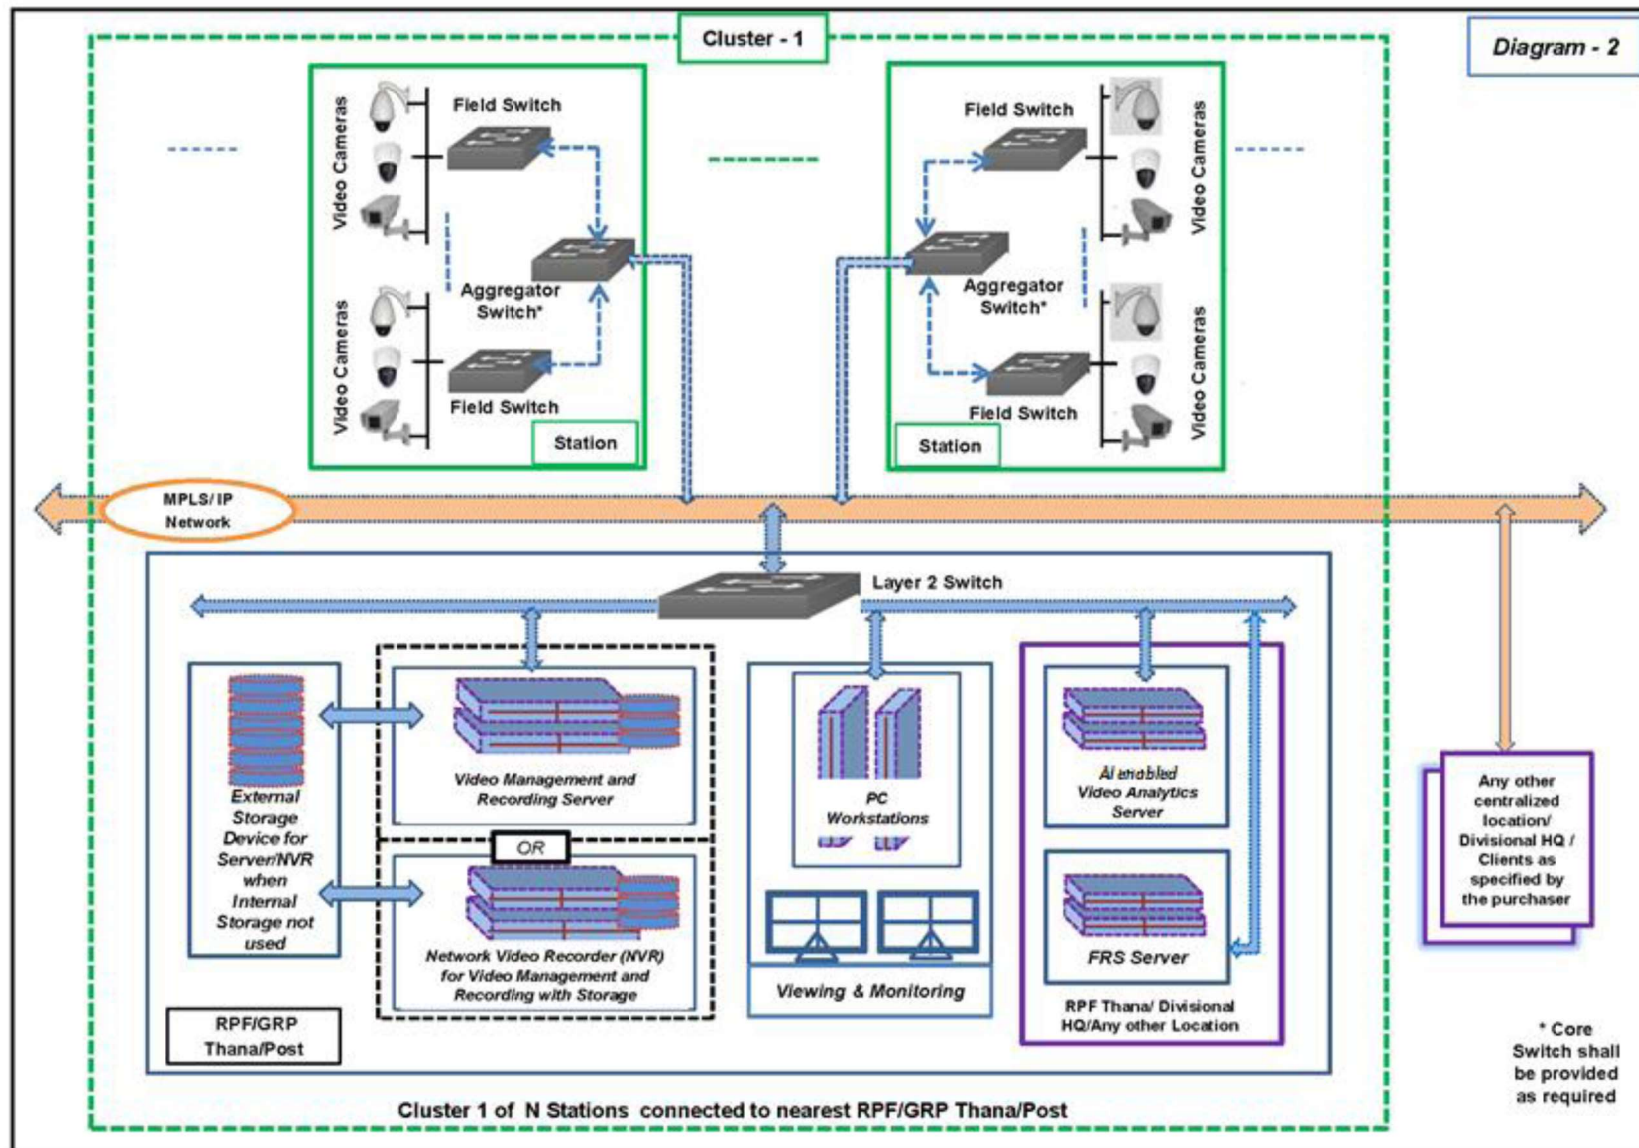 Cluster - 1
Diagram - 2
Video Cameras
Field Switch
Aggregator
Switch*
Video Cameras
Field Switch
Station
Field Switch
Video Cameras
Aggregator
Switch*
Field Switch
Video Cameras
Station
MPLS/ IP
Network
Layer 2 Switch
External
Storage
Device for
Server/NVR
when
Internal
Storage not
used
Video Management and
Recording Server
OR
Network Video Recorder (NVR)
for Video Management and
Recording with Storage
PC
Workstations
Viewing & Monitoring
AI enabled
Video Analytics
Server
FRS Server
RPF Thana/ Divisional
HQ/Any other Location
RPF/GRP
Thana/Post
Any other
centralized
location/
Divisional HQ /
Clients as
specified by
the purchaser
* Core
Switch shall
be provided
as required
Cluster 1 of N Stations connected to nearest RPF/GRP Thana/Post